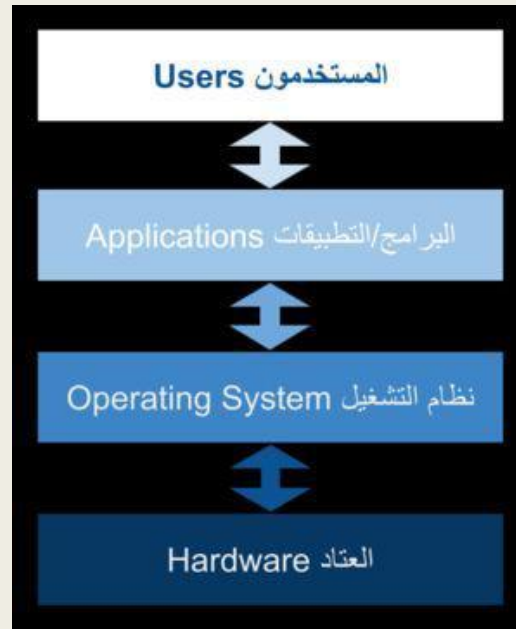 المستخدمون Users
البرامج/التطبيقات Applications
نظام التشغيل Operating System
العتاد Hardware